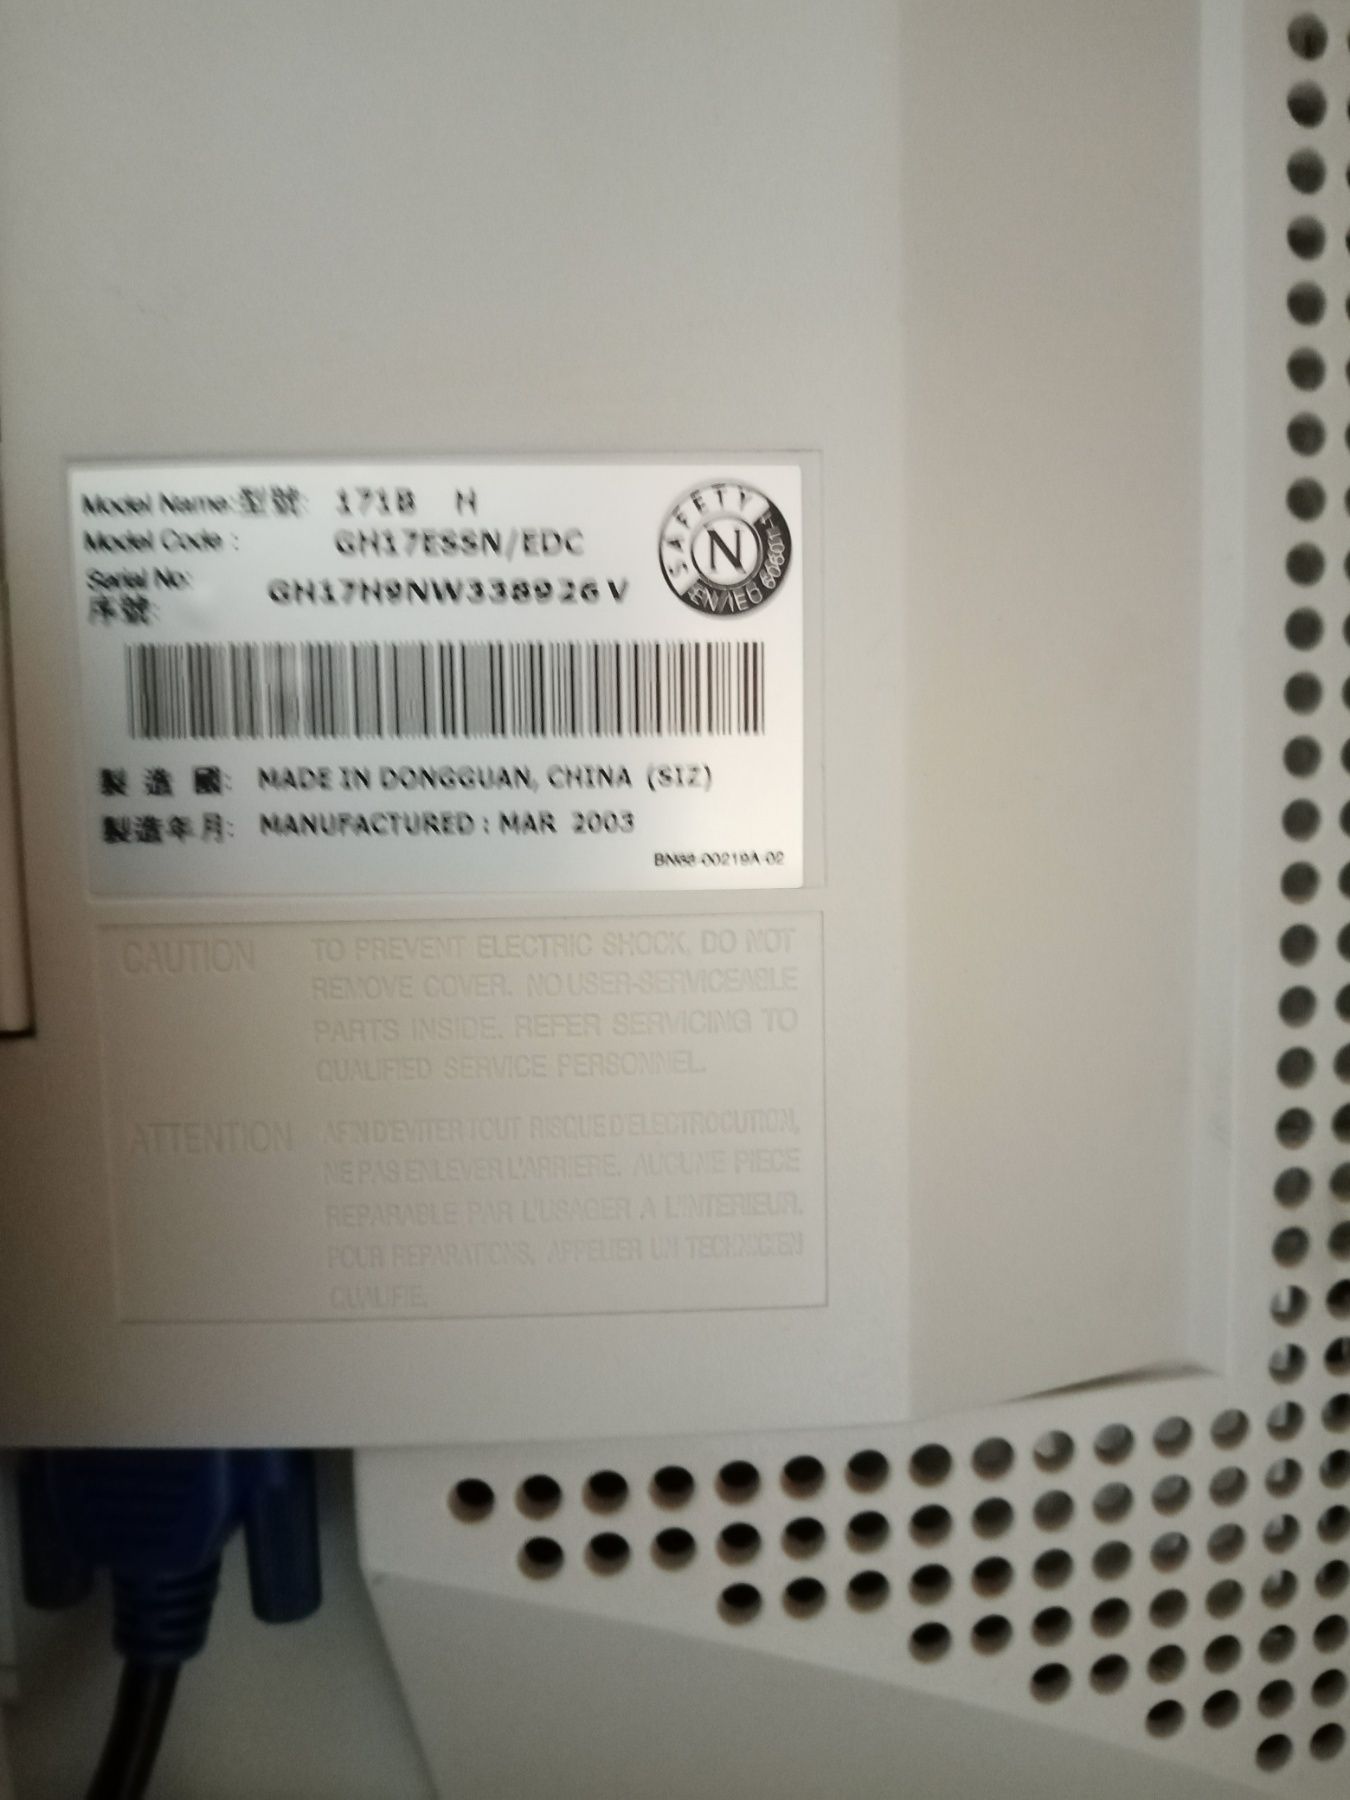 Model Name:型號: 171B H
Model Code : GH17ESSN/EDC
Serial No:
序號: GH17H9NW338926V
SAFETY N EN/IEC 60601-1
製 造 國: MADE IN DONGGUAN, CHINA (SIZ)
製造年月: MANUFACTURED : MAR 2003
BN68-00219A-02
CAUTION TO PREVENT ELECTRIC SHOCK, DO NOT
REMOVE COVER. NO USER-SERVICEABLE
PARTS INSIDE. REFER SERVICING TO
QUALIFIED SERVICE PERSONNEL.
ATTENTION AFIN D'EVITER TOUT RISQUE D'ELECTROCUTION,
NE PAS ENLEVER L'ARRIERE. AUCUNE PIECE
REPARABLE PAR L'USAGER A L'INTERIEUR.
POUR REPARATIONS, APPELER UN TECHNICIEN
QUALIFIE.